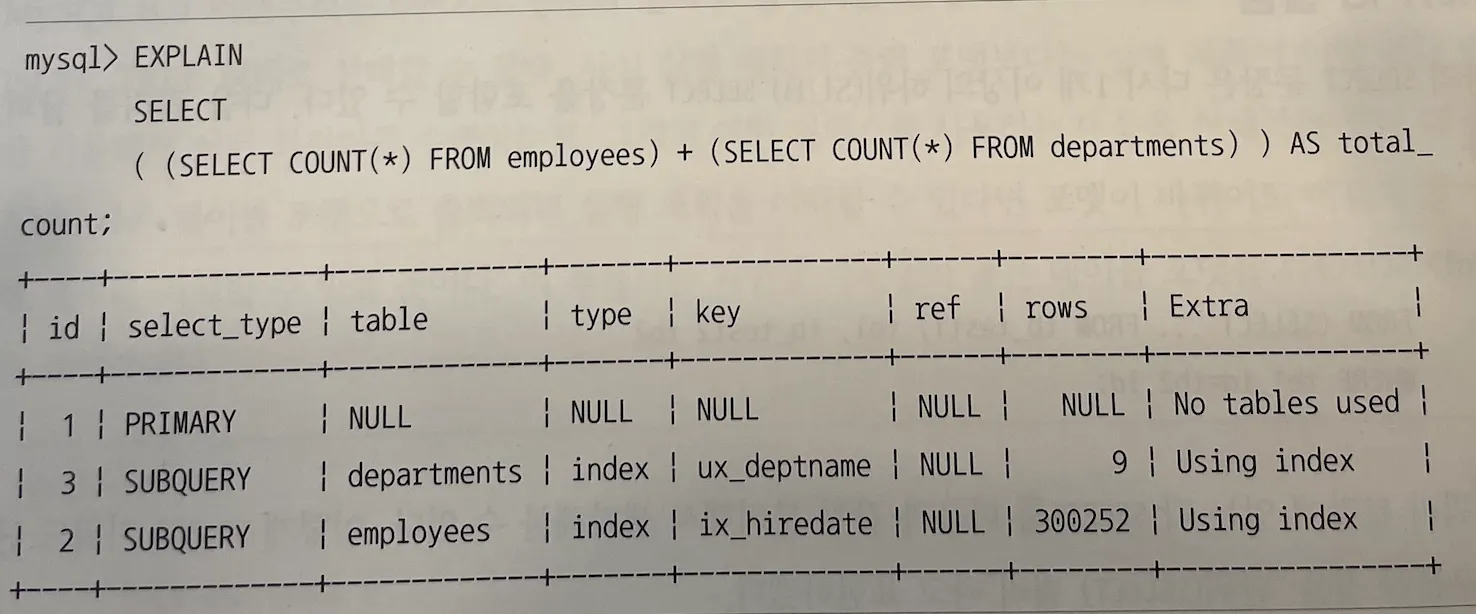 mysql> EXPLAIN
SELECT
( (SELECT COUNT(*) FROM employees) + (SELECT COUNT(*) FROM departments) ) AS total_
count;
+----+-------------+-------------+-------+-------------+------+--------+----------------+
| id | select_type | table | type | key | ref | rows | Extra |
+----+-------------+-------------+-------+-------------+------+--------+----------------+
| 1 | PRIMARY | NULL | NULL | NULL | NULL | NULL | No tables used |
| 3 | SUBQUERY | departments | index | ux_deptname | NULL | 9 | Using index |
| 2 | SUBQUERY | employees | index | ix_hiredate | NULL | 300252 | Using index |
+----+-------------+-------------+-------+-------------+------+--------+----------------+